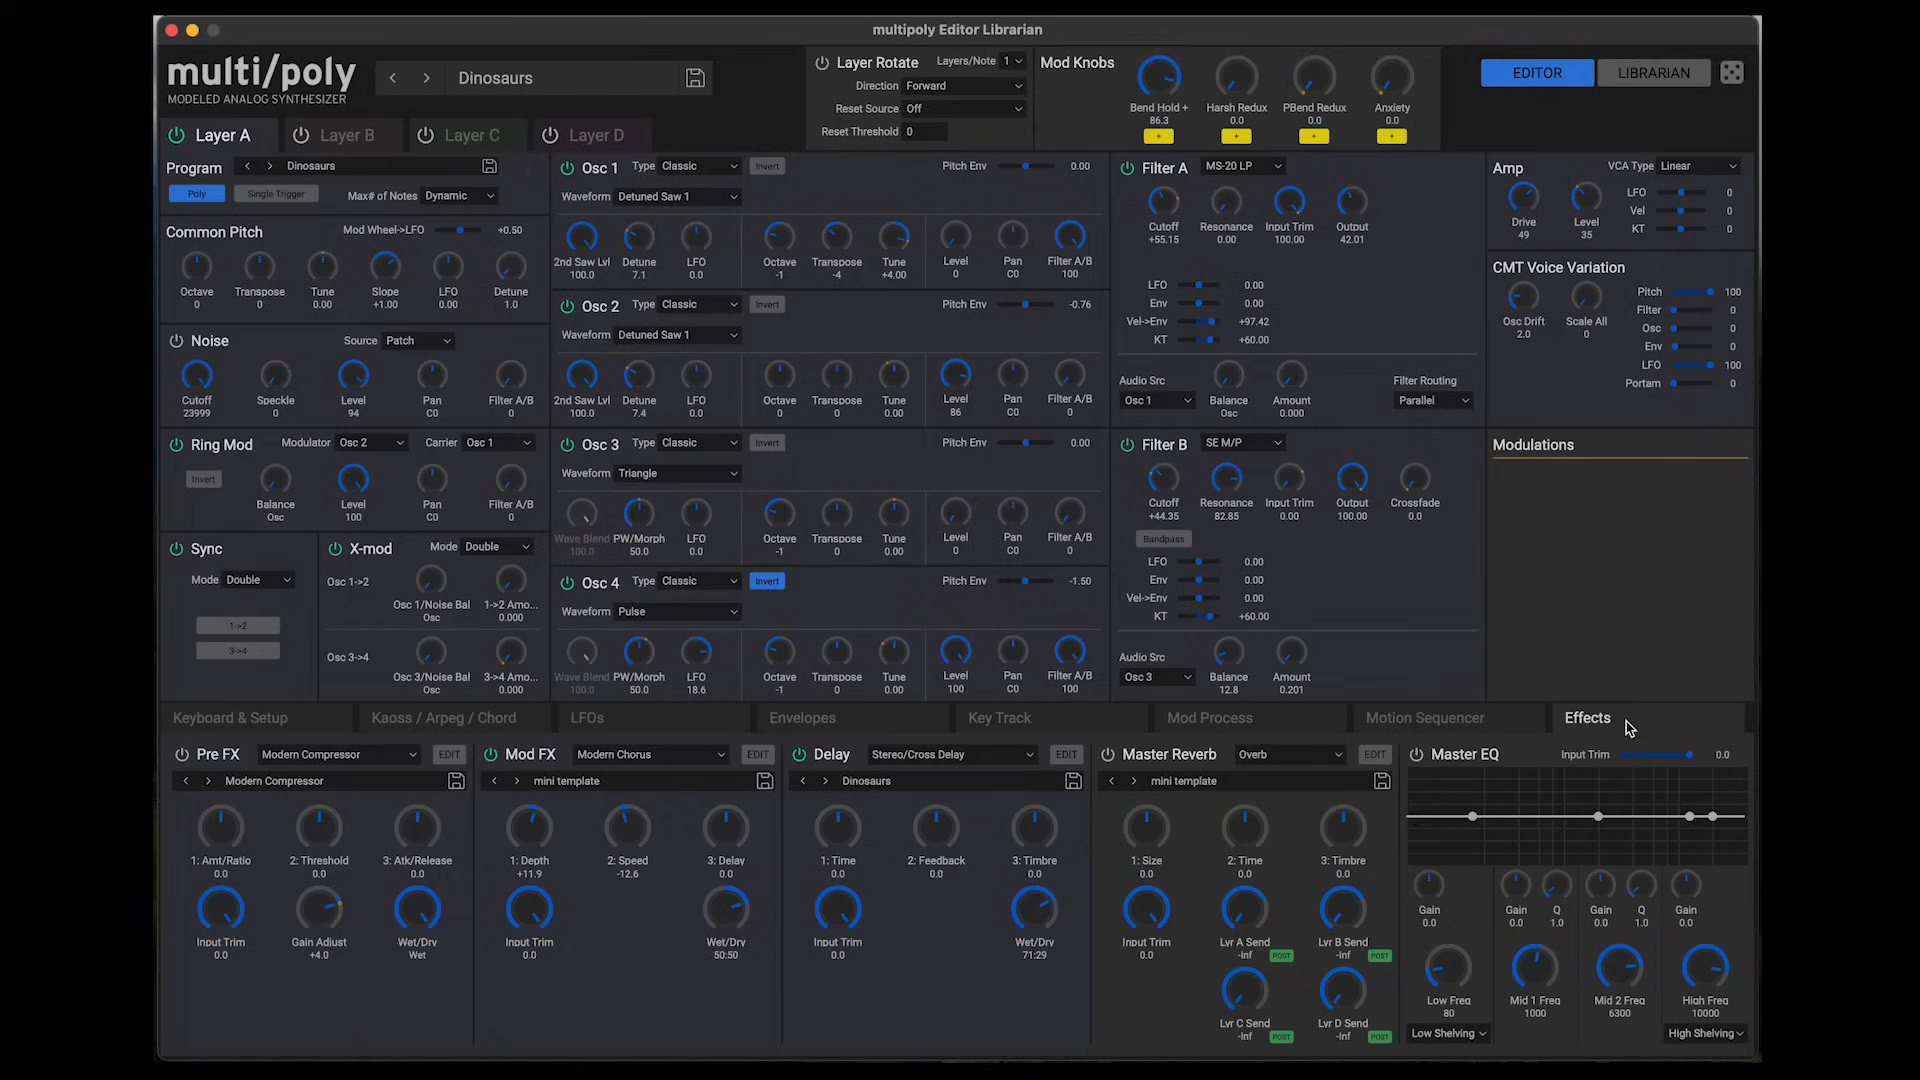 multipoly Editor Librarian
multi/poly
MODELED ANALOG SYNTHESIZER
Dinosaurs
Layer Rotate Layers/Note 1
Direction Forward
Reset Source Off
Reset Threshold 0
Mod Knobs
Bend Hold + Harsh Redux PBend Redux Anxiety
86.3 0.0 0.0 0.0
+ + + +
EDITOR LIBRARIAN
Layer A Layer B Layer C Layer D
Program Dinosaurs
Poly Single Trigger Max# of Notes Dynamic
Common Pitch Mod Wheel->LFO +0.50
Octave Transpose Tune Slope LFO Detune
0 0 0.00 +1.00 0.00 1.0
Noise Source Patch
Cutoff Speckle Level Pan Filter A/B
23999 0 94 C0 0
Ring Mod Modulator Osc 2 Carrier Osc 1
Invert
Balance Level Pan Filter A/B
Osc 100 C0 0
Sync
Mode Double
1->2
3->4
X-mod Mode Double
Osc 1->2
Osc 1/Noise Bal 1->2 Amo...
Osc 0.000
Osc 3->4
Osc 3/Noise Bal 3->4 Amo...
Osc 0.000
Osc 1 Type Classic Invert Pitch Env 0.00
Waveform Detuned Saw 1
2nd Saw Lvl Detune LFO Octave Transpose Tune Level Pan Filter A/B
100.0 7.1 0.0 -1 -4 +4.00 0 C0 100
Osc 2 Type Classic Invert Pitch Env -0.76
Waveform Detuned Saw 1
2nd Saw Lvl Detune LFO Octave Transpose Tune Level Pan Filter A/B
100.0 7.4 0.0 0 0 0.00 86 C0 0
Osc 3 Type Classic Invert Pitch Env 0.00
Waveform Triangle
Wave Blend PW/Morph LFO Octave Transpose Tune Level Pan Filter A/B
100.0 50.0 0.0 -1 0 0.00 0 C0 0
Osc 4 Type Classic Invert Pitch Env -1.50
Waveform Pulse
Wave Blend PW/Morph LFO Octave Transpose Tune Level Pan Filter A/B
100.0 50.0 18.6 -1 0 0.00 100 C0 100
Filter A MS-20 LP
Cutoff Resonance Input Trim Output
+55.15 0.00 100.00 42.01
LFO 0.00
Env 0.00
Vel->Env +97.42
KT +60.00
Audio Src Filter Routing
Osc 1 Balance Amount Parallel
Osc 0.000
Filter B SE M/P
Cutoff Resonance Input Trim Output Crossfade
+44.35 82.85 0.00 100.00 0.0
Bandpass
LFO 0.00
Env 0.00
Vel->Env 0.00
KT +60.00
Audio Src
Osc 3 Balance Amount
12.8 0.201
Amp VCA Type Linear
Drive Level
49 35
LFO 0
Vel 0
KT 0
CMT Voice Variation
Osc Drift Scale All
2.0 0
Pitch 100
Filter 0
Osc 0
Env 0
LFO 100
Portam 0
Modulations
Keyboard & Setup Kaoss / Arpeg / Chord LFOs Envelopes Key Track Mod Process Motion Sequencer Effects
Pre FX Modern Compressor EDIT
Modern Compressor
1: Amt/Ratio 2: Threshold 3: Atk/Release
0.0 0.0 0.0
Input Trim Gain Adjust Wet/Dry
0.0 +4.0 Wet
Mod FX Modern Chorus EDIT
mini template
1: Depth 2: Speed 3: Delay
+11.9 -12.6 0.0
Input Trim Wet/Dry
0.0 50:50
Delay Stereo/Cross Delay EDIT
Dinosaurs
1: Time 2: Feedback 3: Timbre
0.0 0.0 0.0
Input Trim Wet/Dry
0.0 71:29
Master Reverb Overb EDIT
mini template
1: Size 2: Time 3: Timbre
0.0 0.0 0.0
Input Trim Lyr A Send Lyr B Send
0.0 -Inf POST -Inf POST
Lyr C Send Lyr D Send
-Inf POST -Inf POST
Master EQ Input Trim 0.0
Gain Gain Q Gain Q Gain
0.0 0.0 1.0 0.0 1.0 0.0
Low Freq Mid 1 Freq Mid 2 Freq High Freq
80 1000 6300 10000
Low Shelving High Shelving